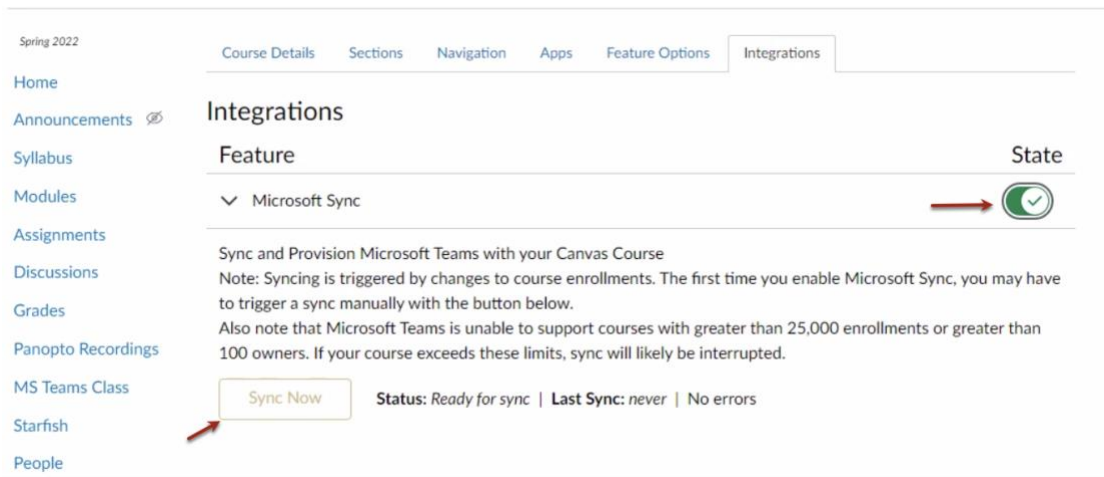 Spring 2022
Home
Announcements
Syllabus
Modules
Assignments
Discussions
Grades
Panopto Recordings
MS Teams Class
Starfish
People
Course Details Sections Navigation Apps Feature Options Integrations
Integrations
Feature State
Microsoft Sync
Sync and Provision Microsoft Teams with your Canvas Course
Note: Syncing is triggered by changes to course enrollments. The first time you enable Microsoft Sync, you may have
to trigger a sync manually with the button below.
Also note that Microsoft Teams is unable to support courses with greater than 25,000 enrollments or greater than
100 owners. If your course exceeds these limits, sync will likely be interrupted.
Sync Now Status: Ready for sync | Last Sync: never | No errors